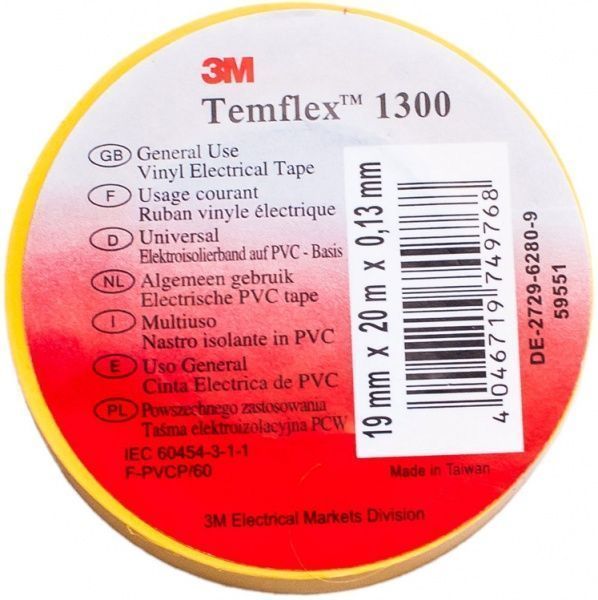 3M
Temflex™ 1300
GB General Use
Vinyl Electrical Tape
F Usage courant
Ruban vinyle électrique
D Universal
Elektroisolierband auf PVC - Basis
NL Algemeen gebruik
Electrische PVC tape
I Multiuso
Nastro isolante in PVC
E Uso General
Cinta Electrica de PVC
PL Powszechnego zastosowania
Taśma elektroizolacyjna PCW
IEC 60454-3-1-1
F-PVCP/60
19 mm x 20 m x 0,13 mm
4 046719 749768
DE-2729-6280-9
59551
Made in Taiwan
3M Electrical Markets Division